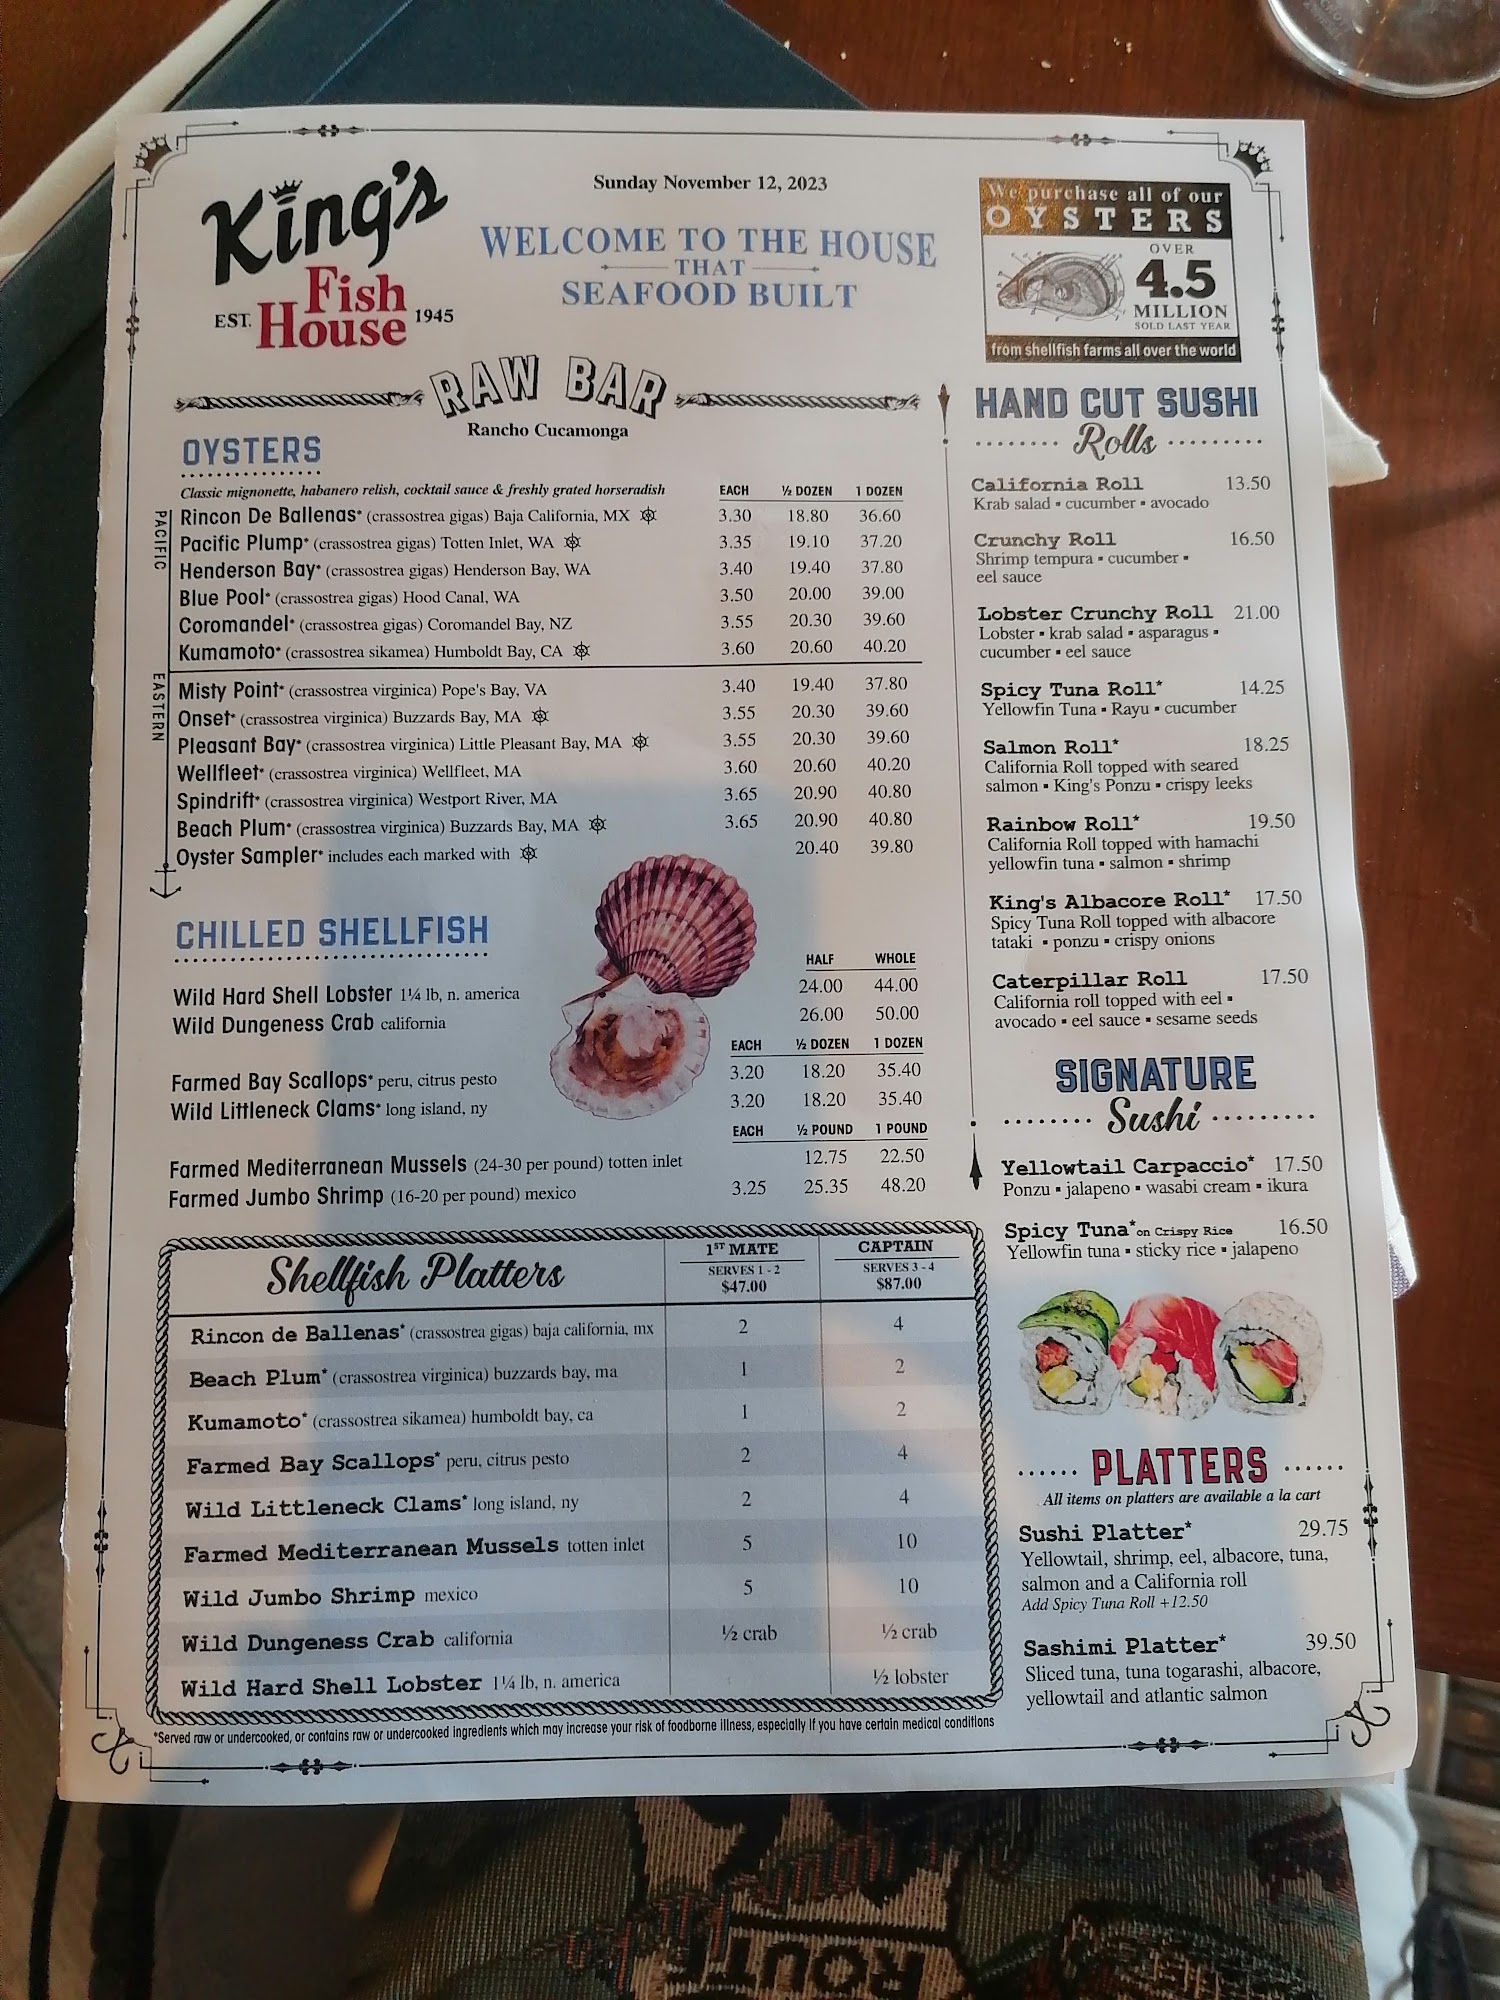 King's
Fish
House
EST. 1945
Sunday November 12, 2023
WELCOME TO THE HOUSE
THAT
SEAFOOD BUILT
We purchase all of our
OYSTERS
OVER
4.5
MILLION
SOLD LAST YEAR
from shellfish farms all over the world
RAW BAR
Rancho Cucamonga
OYSTERS
Classic mignonette, habanero relish, cocktail sauce & freshly grated horseradish EACH ½ DOZEN 1 DOZEN
PACIFIC
Rincon De Ballenas* (crassostrea gigas) Baja California, MX 3.30 18.80 36.60
Pacific Plump* (crassostrea gigas) Totten Inlet, WA 3.35 19.10 37.20
Henderson Bay* (crassostrea gigas) Henderson Bay, WA 3.40 19.40 37.80
Blue Pool* (crassostrea gigas) Hood Canal, WA 3.50 20.00 39.00
Coromandel* (crassostrea gigas) Coromandel Bay, NZ 3.55 20.30 39.60
Kumamoto* (crassostrea sikamea) Humboldt Bay, CA 3.60 20.60 40.20
EASTERN
Misty Point* (crassostrea virginica) Pope's Bay, VA 3.40 19.40 37.80
Onset* (crassostrea virginica) Buzzards Bay, MA 3.55 20.30 39.60
Pleasant Bay* (crassostrea virginica) Little Pleasant Bay, MA 3.55 20.30 39.60
Wellfleet* (crassostrea virginica) Wellfleet, MA 3.60 20.60 40.20
Spindrift* (crassostrea virginica) Westport River, MA 3.65 20.90 40.80
Beach Plum* (crassostrea virginica) Buzzards Bay, MA 3.65 20.90 40.80
Oyster Sampler* includes each marked with 20.40 39.80
CHILLED SHELLFISH
HALF WHOLE
Wild Hard Shell Lobster 1¼ lb, n. america 24.00 44.00
Wild Dungeness Crab california 26.00 50.00
EACH ½ DOZEN 1 DOZEN
Farmed Bay Scallops* peru, citrus pesto 3.20 18.20 35.40
Wild Littleneck Clams* long island, ny 3.20 18.20 35.40
EACH ½ POUND 1 POUND
Farmed Mediterranean Mussels (24-30 per pound) totten inlet 12.75 22.50
Farmed Jumbo Shrimp (16-20 per pound) mexico 3.25 25.35 48.20
Shellfish Platters
1ST MATE
SERVES 1 - 2
$47.00
CAPTAIN
SERVES 3 - 4
$87.00
Rincon de Ballenas* (crassostrea gigas) baja california, mx 2 4
Beach Plum* (crassostrea virginica) buzzards bay, ma 1 2
Kumamoto* (crassostrea sikamea) humboldt bay, ca 1 2
Farmed Bay Scallops* peru, citrus pesto 2 4
Wild Littleneck Clams* long island, ny 2 4
Farmed Mediterranean Mussels totten inlet 5 10
Wild Jumbo Shrimp mexico 5 10
Wild Dungeness Crab california ½ crab ½ crab
Wild Hard Shell Lobster 1¼ lb, n. america ½ lobster
*Served raw or undercooked, or contains raw or undercooked ingredients which may increase your risk of foodborne illness, especially if you have certain medical conditions
HAND CUT SUSHI
Rolls
California Roll 13.50
Krab salad ▪ cucumber ▪ avocado
Crunchy Roll 16.50
Shrimp tempura ▪ cucumber ▪
eel sauce
Lobster Crunchy Roll 21.00
Lobster ▪ krab salad ▪ asparagus ▪
cucumber ▪ eel sauce
Spicy Tuna Roll* 14.25
Yellowfin Tuna ▪ Rayu ▪ cucumber
Salmon Roll* 18.25
California Roll topped with seared
salmon ▪ King's Ponzu ▪ crispy leeks
Rainbow Roll* 19.50
California Roll topped with hamachi
yellowfin tuna ▪ salmon ▪ shrimp
King's Albacore Roll* 17.50
Spicy Tuna Roll topped with albacore
tataki ▪ ponzu ▪ crispy onions
Caterpillar Roll 17.50
California roll topped with eel ▪
avocado ▪ eel sauce ▪ sesame seeds
SIGNATURE
Sushi
Yellowtail Carpaccio* 17.50
Ponzu ▪ jalapeno ▪ wasabi cream ▪ ikura
Spicy Tuna* on Crispy Rice 16.50
Yellowfin tuna ▪ sticky rice ▪ jalapeno
PLATTERS
All items on platters are available a la cart
Sushi Platter* 29.75
Yellowtail, shrimp, eel, albacore, tuna,
salmon and a California roll
Add Spicy Tuna Roll +12.50
Sashimi Platter* 39.50
Sliced tuna, tuna togarashi, albacore,
yellowtail and atlantic salmon
ROUTE